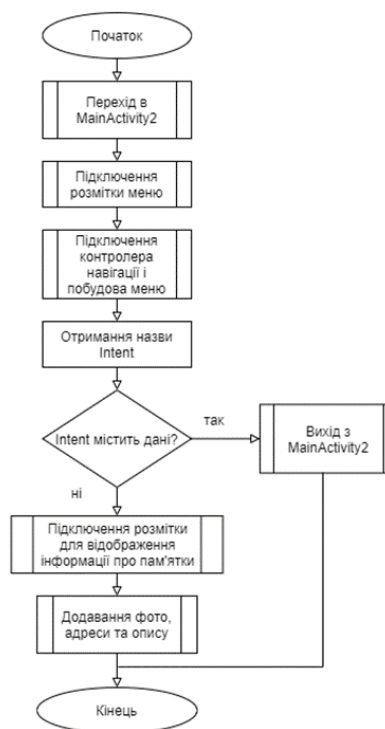 Початок
Перехід в
MainActivity2
Підключення
розмітки меню
Підключення
контролера
навігації і
побудова меню
Отримання назви
Intent
Intent містить дані?
так
Вихід з
MainActivity2
ні
Підключення розмітки
для відображення
інформації про пам'ятки
Додавання фото,
адреси та опису
Кінець